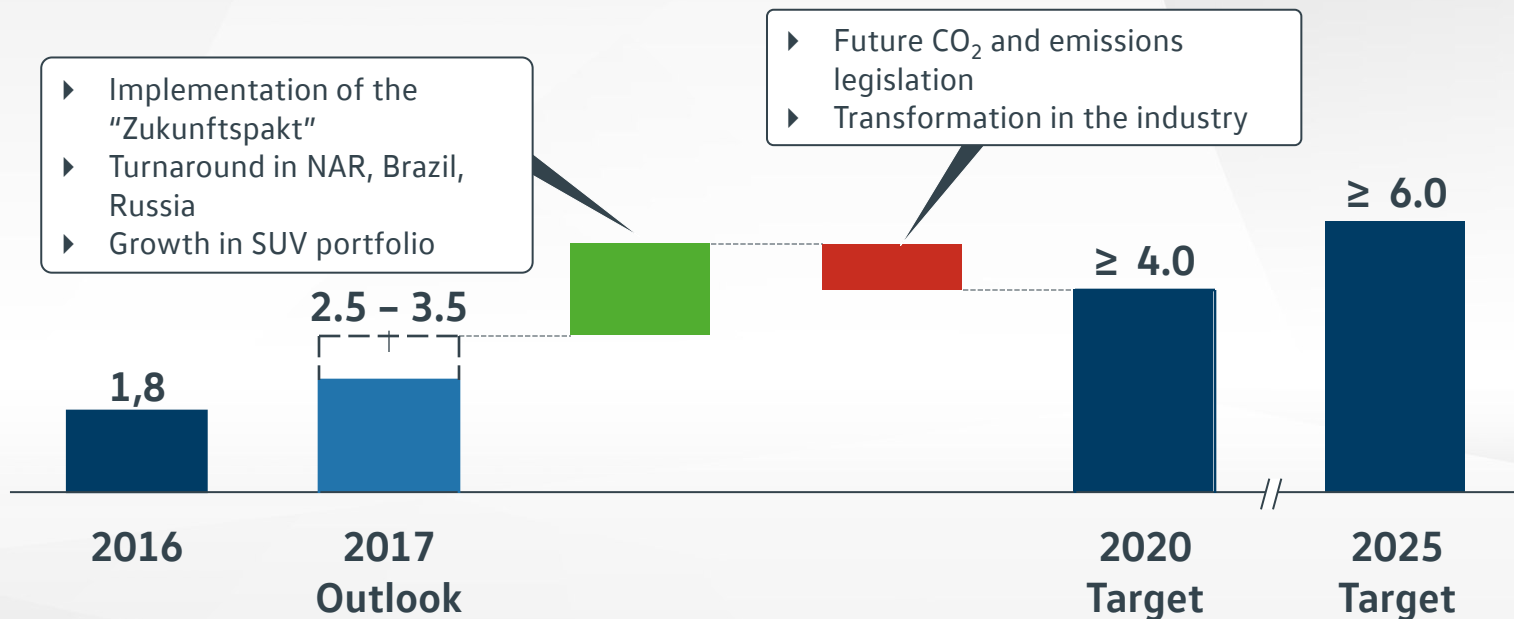 ▶ Implementation of the
“Zukunftspakt”
▶ Turnaround in NAR, Brazil,
Russia
▶ Growth in SUV portfolio
▶ Future CO₂ and emissions
legislation
▶ Transformation in the industry
1,8
2.5 – 3.5
≥ 4.0
≥ 6.0
2016
2017
Outlook
2020
Target
2025
Target